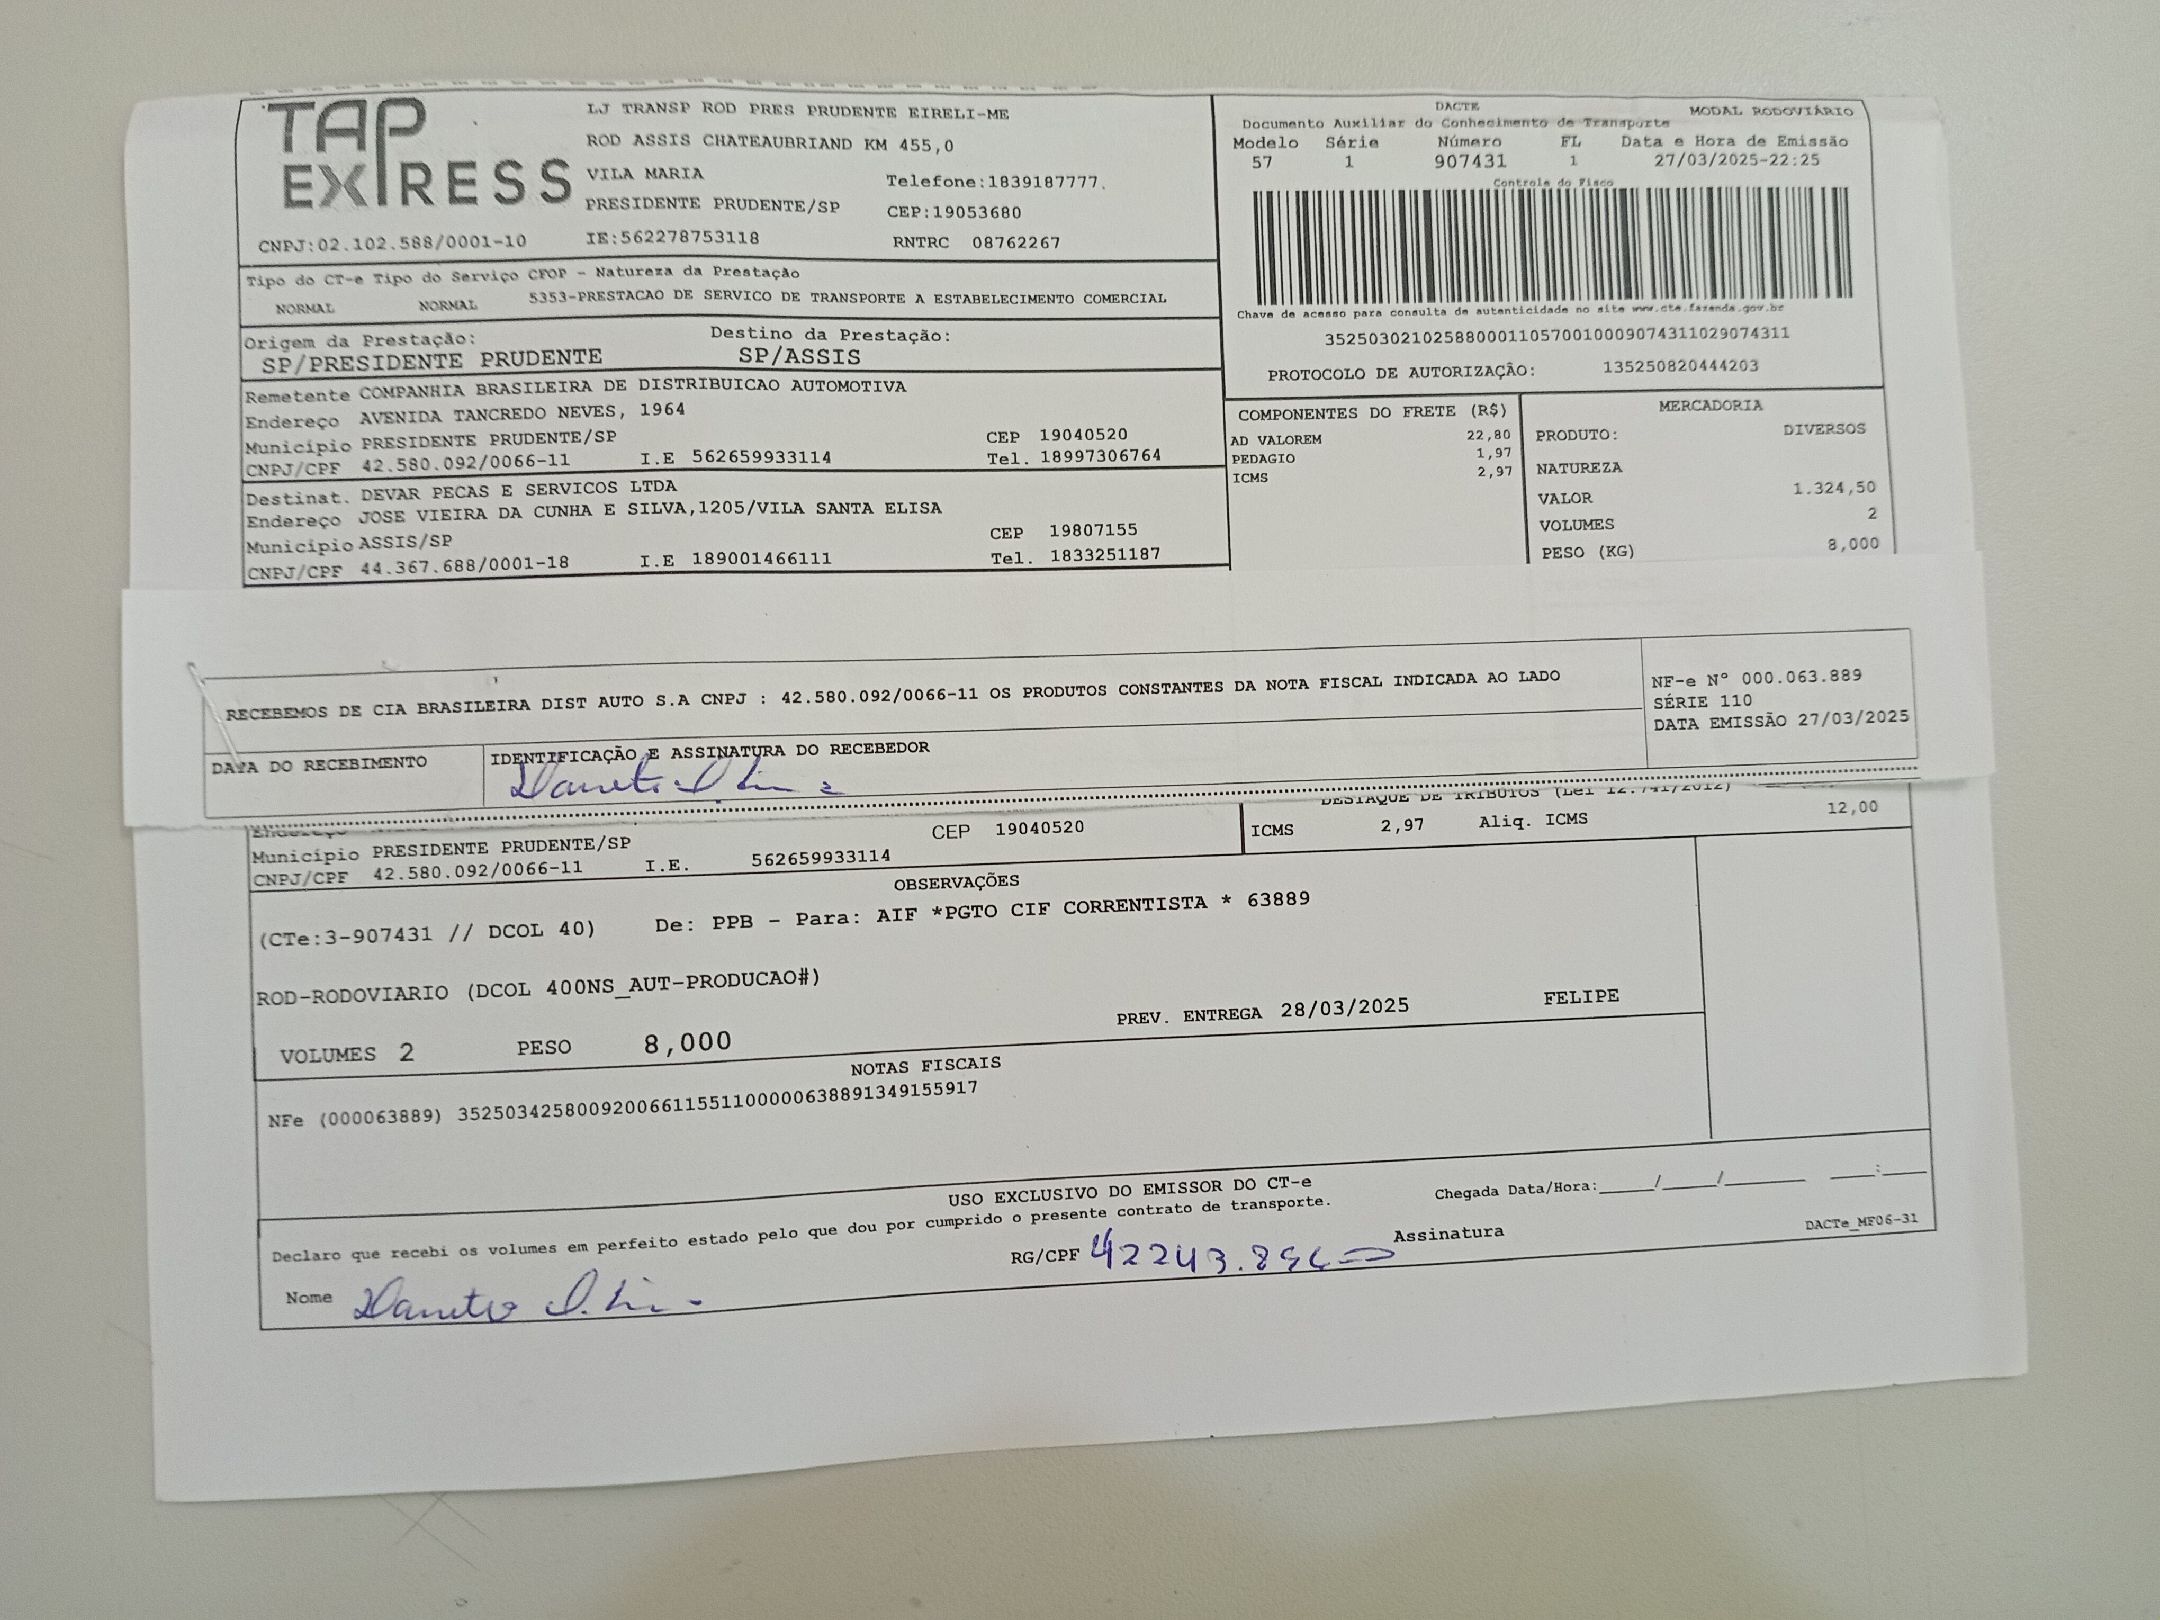 TAP EXPRESS
LJ TRANSP ROD PRES PRUDENTE EIRELI-ME
ROD ASSIS CHATEAUBRIAND KM 455,0
VILA MARIA
Telefone:1839187777.
PRESIDENTE PRUDENTE/SP
CEP:19053680
CNPJ:02.102.588/0001-10 IE:562278753118 RNTRC 08762267
DACTE MODAL RODOVIÁRIO
Documento Auxiliar do Conhecimento de Transporte
Modelo Série Número FL Data e Hora de Emissão
57 1 907431 1 27/03/2025-22:25
Controle do Fisco
Chave de acesso para consulta de autenticidade no site www.cte.fazenda.gov.br
35250302102588000110570010009074311029074311
PROTOCOLO DE AUTORIZAÇÃO: 135250820444203
Tipo do CT-e Tipo do Serviço CFOP - Natureza da Prestação
NORMAL NORMAL 5353-PRESTACAO DE SERVICO DE TRANSPORTE A ESTABELECIMENTO COMERCIAL
Origem da Prestação: Destino da Prestação:
SP/PRESIDENTE PRUDENTE SP/ASSIS
Remetente COMPANHIA BRASILEIRA DE DISTRIBUICAO AUTOMOTIVA
Endereço AVENIDA TANCREDO NEVES, 1964
Município PRESIDENTE PRUDENTE/SP CEP 19040520
CNPJ/CPF 42.580.092/0066-11 I.E 562659933114 Tel. 18997306764
Destinat. DEVAR PECAS E SERVICOS LTDA
Endereço JOSE VIEIRA DA CUNHA E SILVA,1205/VILA SANTA ELISA
Município ASSIS/SP CEP 19807155
CNPJ/CPF 44.367.688/0001-18 I.E 189001466111 Tel. 1833251187
COMPONENTES DO FRETE (R$)
AD VALOREM 22,80
PEDAGIO 1,97
ICMS 2,97
MERCADORIA
PRODUTO: DIVERSOS
NATUREZA
VALOR 1.324,50
VOLUMES 2
PESO (KG) 8,000
RECEBEMOS DE CIA BRASILEIRA DIST AUTO S.A CNPJ : 42.580.092/0066-11 OS PRODUTOS CONSTANTES DA NOTA FISCAL INDICADA AO LADO
NF-e N° 000.063.889
SÉRIE 110
DATA EMISSÃO 27/03/2025
DATA DO RECEBIMENTO IDENTIFICAÇÃO E ASSINATURA DO RECEBEDOR
DESTAQUE DE TRIBUTOS (Lei 12.741/2012)
Endereço
Município PRESIDENTE PRUDENTE/SP CEP 19040520 ICMS 2,97 Aliq. ICMS 12,00
CNPJ/CPF 42.580.092/0066-11 I.E. 562659933114
OBSERVAÇÕES
(CTe:3-907431 // DCOL 40) De: PPB - Para: AIF *PGTO CIF CORRENTISTA * 63889
ROD-RODOVIARIO (DCOL 400NS_AUT-PRODUCAO#)
PREV. ENTREGA 28/03/2025 FELIPE
VOLUMES 2 PESO 8,000
NOTAS FISCAIS
NFe (000063889) 35250342580092006611551100000638891349155917
USO EXCLUSIVO DO EMISSOR DO CT-e
Declaro que recebi os volumes em perfeito estado pelo que dou por cumprido o presente contrato de transporte.
Chegada Data/Hora:_____/_____/________ ____:____
Nome RG/CPF Assinatura DACTe_MF06-31